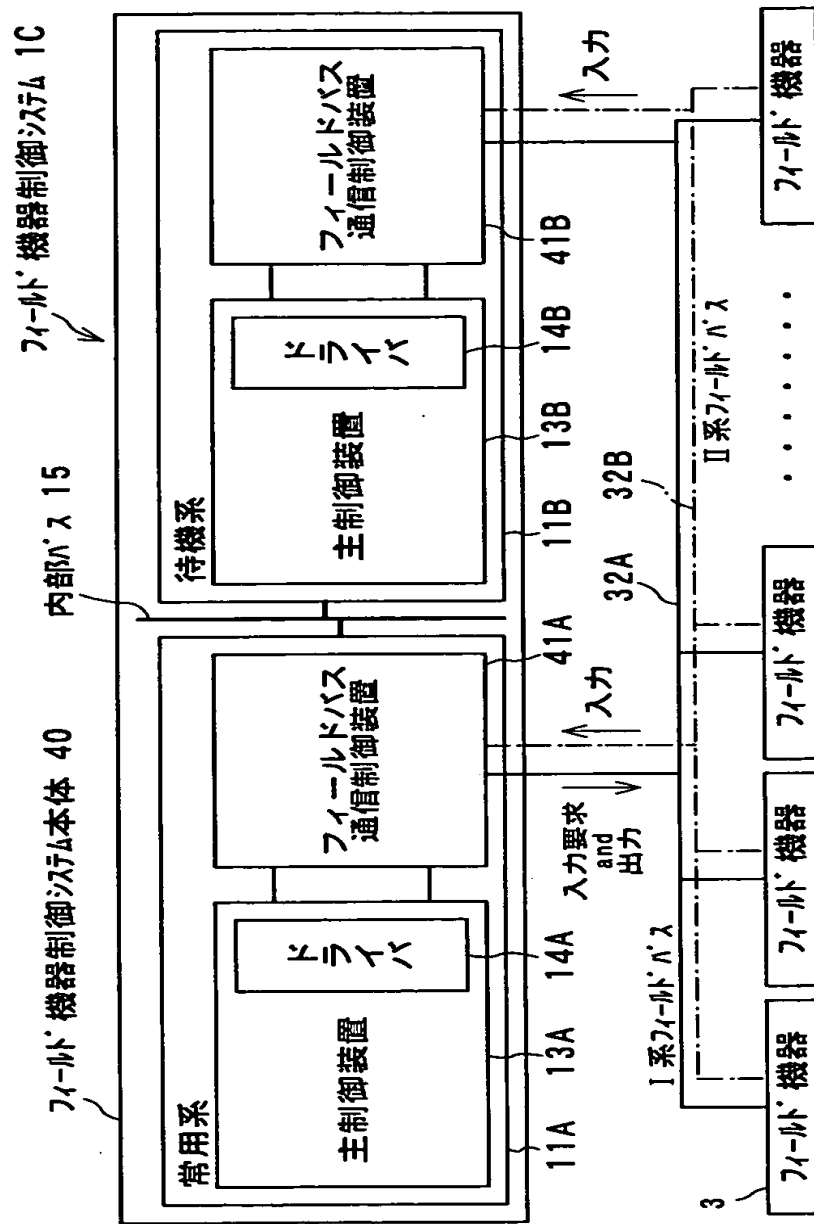 フィールド機器制御システム 1C
フィールド機器制御システム本体 40
内部バス 15
常用系
待機系
主制御装置
ドライバ
フィールドバス
通信制御装置
主制御装置
ドライバ
フィールドバス
通信制御装置
11A
13A
14A
41A
11B
13B
14B
41B
入力要求
and
出力
入力
入力
32A
32B
I系フィールドバス
II系フィールドバス
3
フィールド機器
フィールド機器
フィールド機器
・・・・・・・
フィールド機器